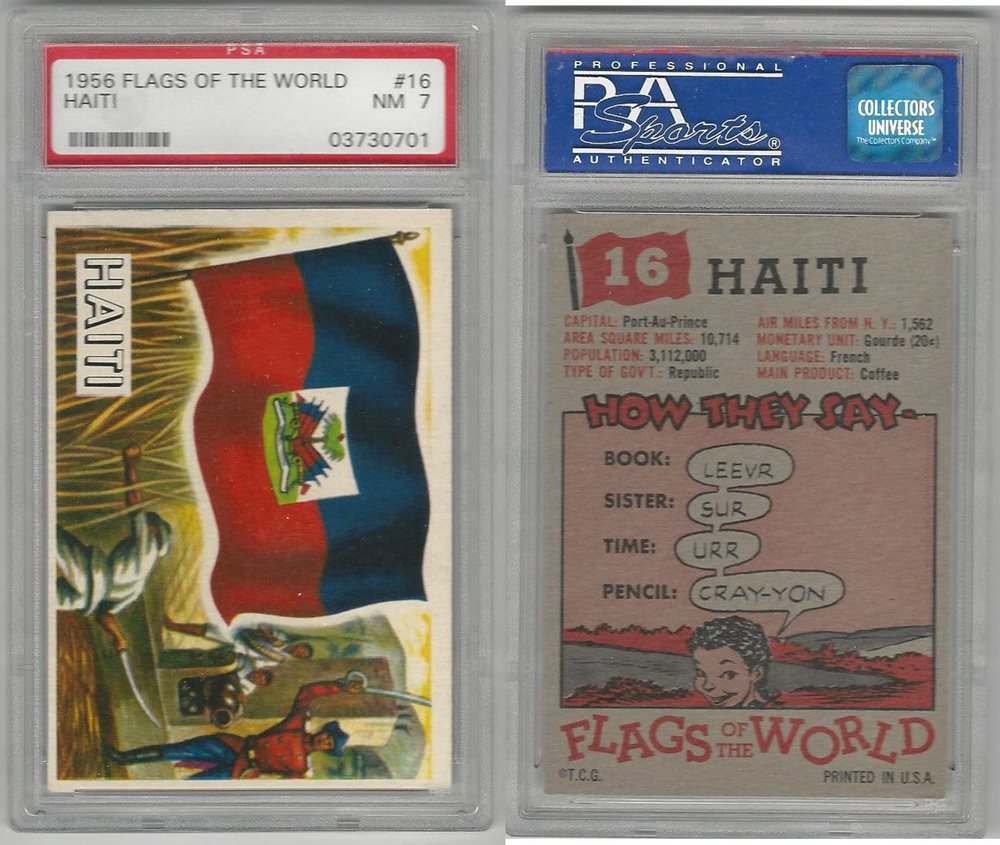 PSA
1956 FLAGS OF THE WORLD #16
HAITI NM 7
03730701
HAITI
PROFESSIONAL
PSA
Sports®
AUTHENTICATOR
COLLECTORS
UNIVERSE
The Collectors Company™
16 HAITI
CAPITAL: Port-Au-Prince AIR MILES FROM N. Y.: 1,562
AREA SQUARE MILES: 10,714 MONETARY UNIT: Gourde (20¢)
POPULATION: 3,112,000 LANGUAGE: French
TYPE OF GOV'T.: Republic MAIN PRODUCT: Coffee
HOW THEY SAY-
BOOK: LEEVR
SISTER: SUR
TIME: URR
PENCIL: CRAY-YON
FLAGS OF THE WORLD
©T.C.G. PRINTED IN U.S.A.